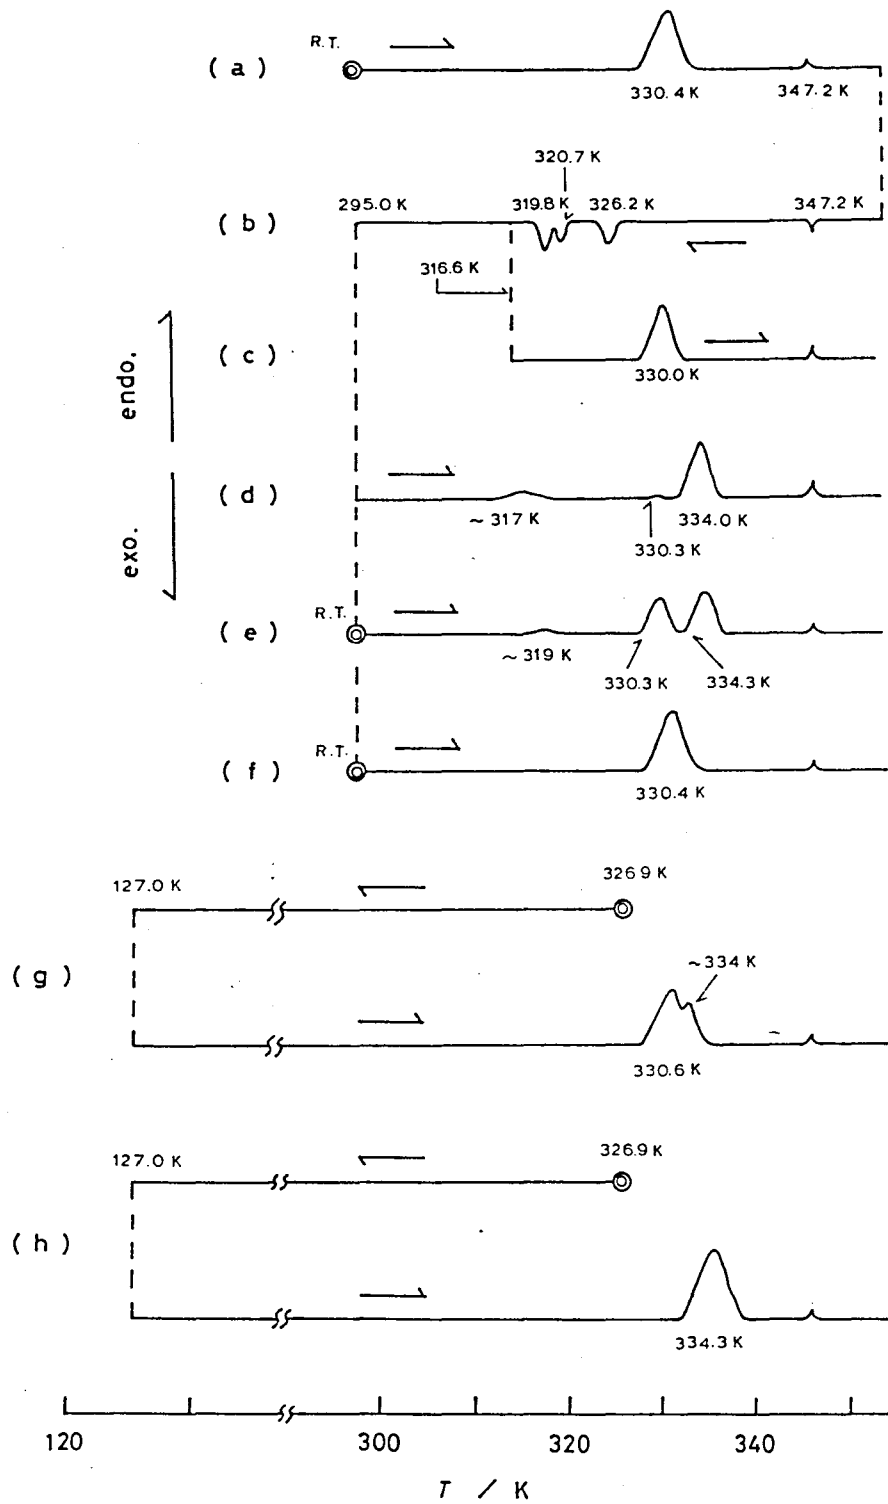 R.T.
(a)
330.4 K
347.2 K
320.7 K
295.0 K
319.8 K
326.2 K
347.2 K
(b)
316.6 K
(c)
330.0 K
endo.
exo.
(d)
~317 K
334.0 K
330.3 K
R.T.
(e)
~319 K
330.3 K
334.3 K
R.T.
(f)
330.4 K
127.0 K
326.9 K
(g)
~334 K
330.6 K
127.0 K
326.9 K
(h)
334.3 K
120
300
320
340
T / K